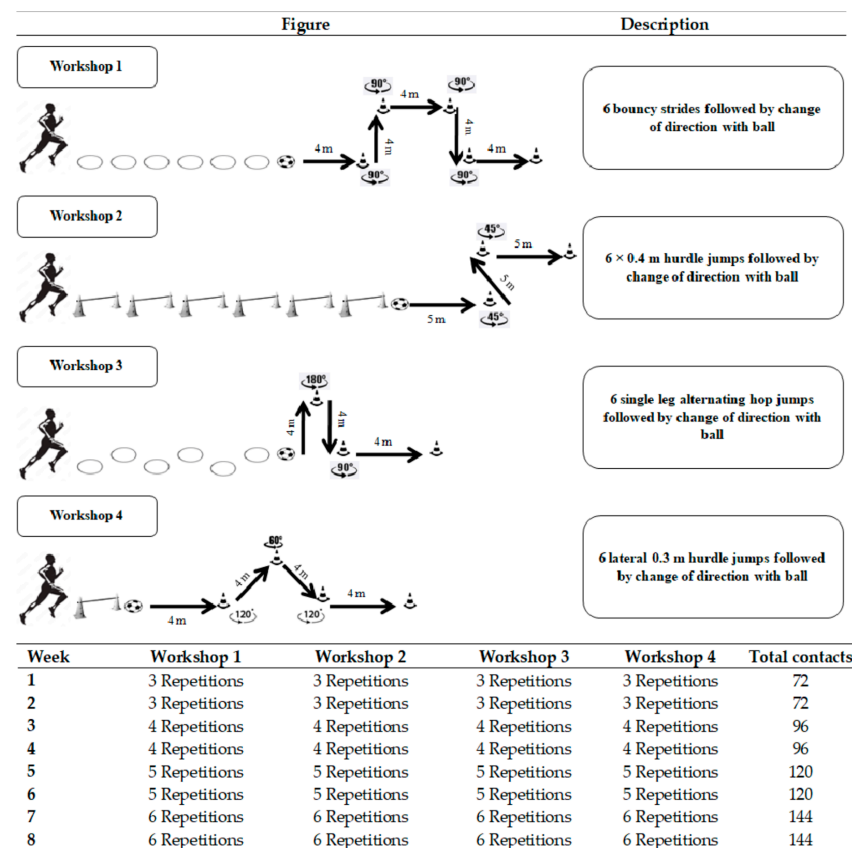 Figure Description
Workshop 1
90° 90°
4 m
6 bouncy strides followed by change
of direction with ball
4 m 4 m 4 m 4 m
90° 90°
Workshop 2
45°
5 m
6 × 0.4 m hurdle jumps followed by
change of direction with ball
5 m
5 m 45°
Workshop 3
180°
6 single leg alternating hop jumps
followed by change of direction with
ball
4 m 4 m 4 m
90°
Workshop 4
60°
6 lateral 0.3 m hurdle jumps followed
by change of direction with ball
4 m 4 m 4 m
4 m 120° 120°
Week Workshop 1 Workshop 2 Workshop 3 Workshop 4 Total contacts
1 3 Repetitions 3 Repetitions 3 Repetitions 3 Repetitions 72
2 3 Repetitions 3 Repetitions 3 Repetitions 3 Repetitions 72
3 4 Repetitions 4 Repetitions 4 Repetitions 4 Repetitions 96
4 4 Repetitions 4 Repetitions 4 Repetitions 4 Repetitions 96
5 5 Repetitions 5 Repetitions 5 Repetitions 5 Repetitions 120
6 5 Repetitions 5 Repetitions 5 Repetitions 5 Repetitions 120
7 6 Repetitions 6 Repetitions 6 Repetitions 6 Repetitions 144
8 6 Repetitions 6 Repetitions 6 Repetitions 6 Repetitions 144